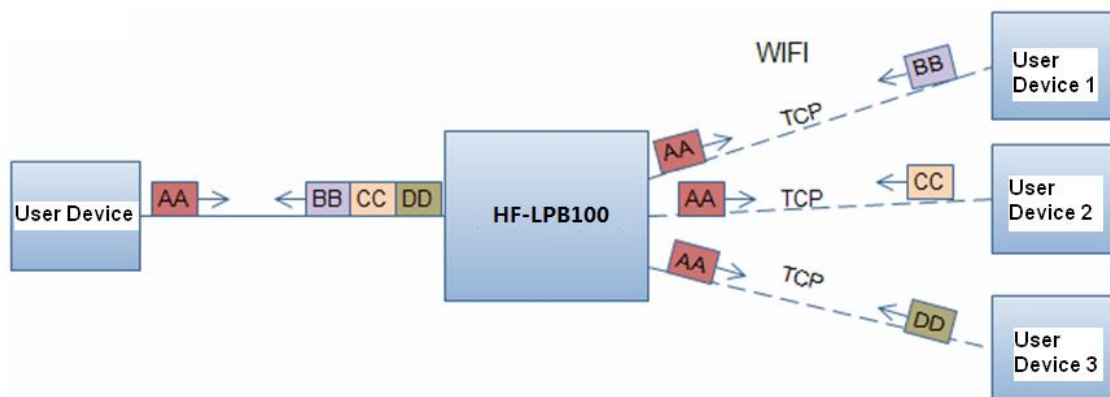 WIFI
BB
User
Device 1
TCP
AA
User Device
AA
BB CC DD
HF-LPB100
AA
TCP
CC
User
Device 2
AA
TCP
DD
User
Device 3